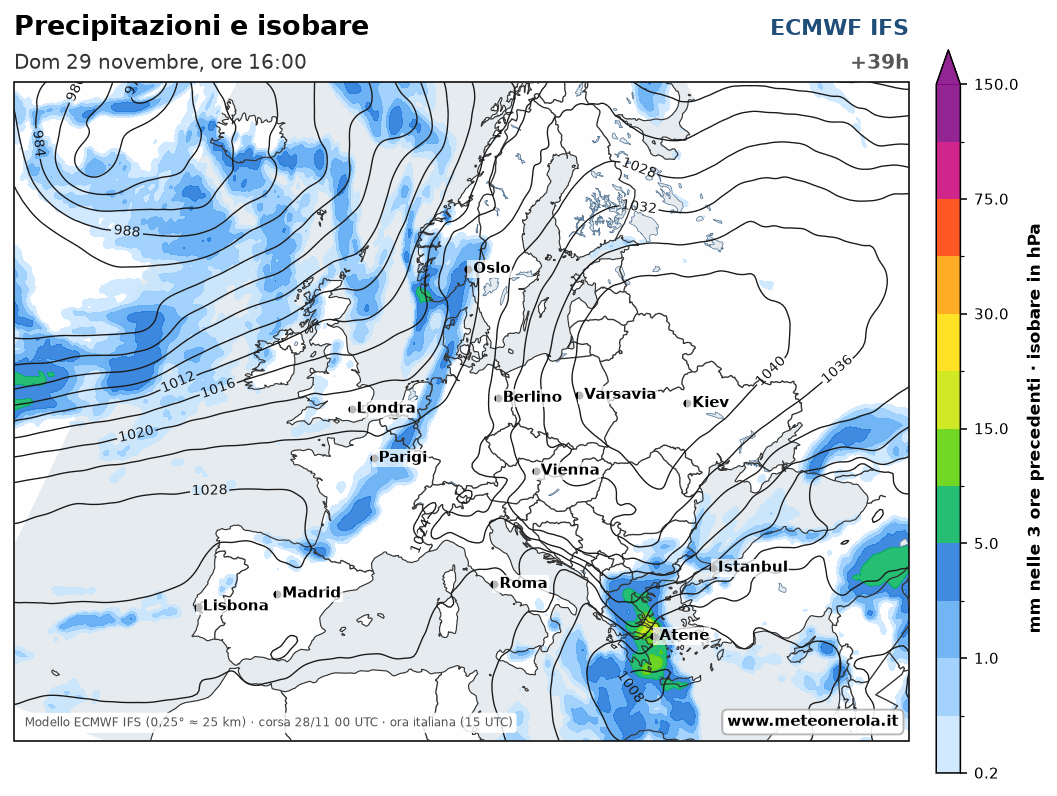 Precipitazioni e isobare
ECMWF IFS
Dom 29 novembre, ore 16:00
+39h
984
988
1012
1016
1020
1028
1028
1032
1036
1040
1008
Oslo
Londra
Berlino
Varsavia
Kiev
Parigi
Vienna
Madrid
Lisbona
Roma
Istanbul
Atene
Modello ECMWF IFS (0,25° ≈ 25 km) · corsa 28/11 00 UTC · ora italiana (15 UTC)
www.meteonerola.it
150.0
75.0
30.0
15.0
5.0
1.0
0.2
mm nelle 3 ore precedenti · isobare in hPa